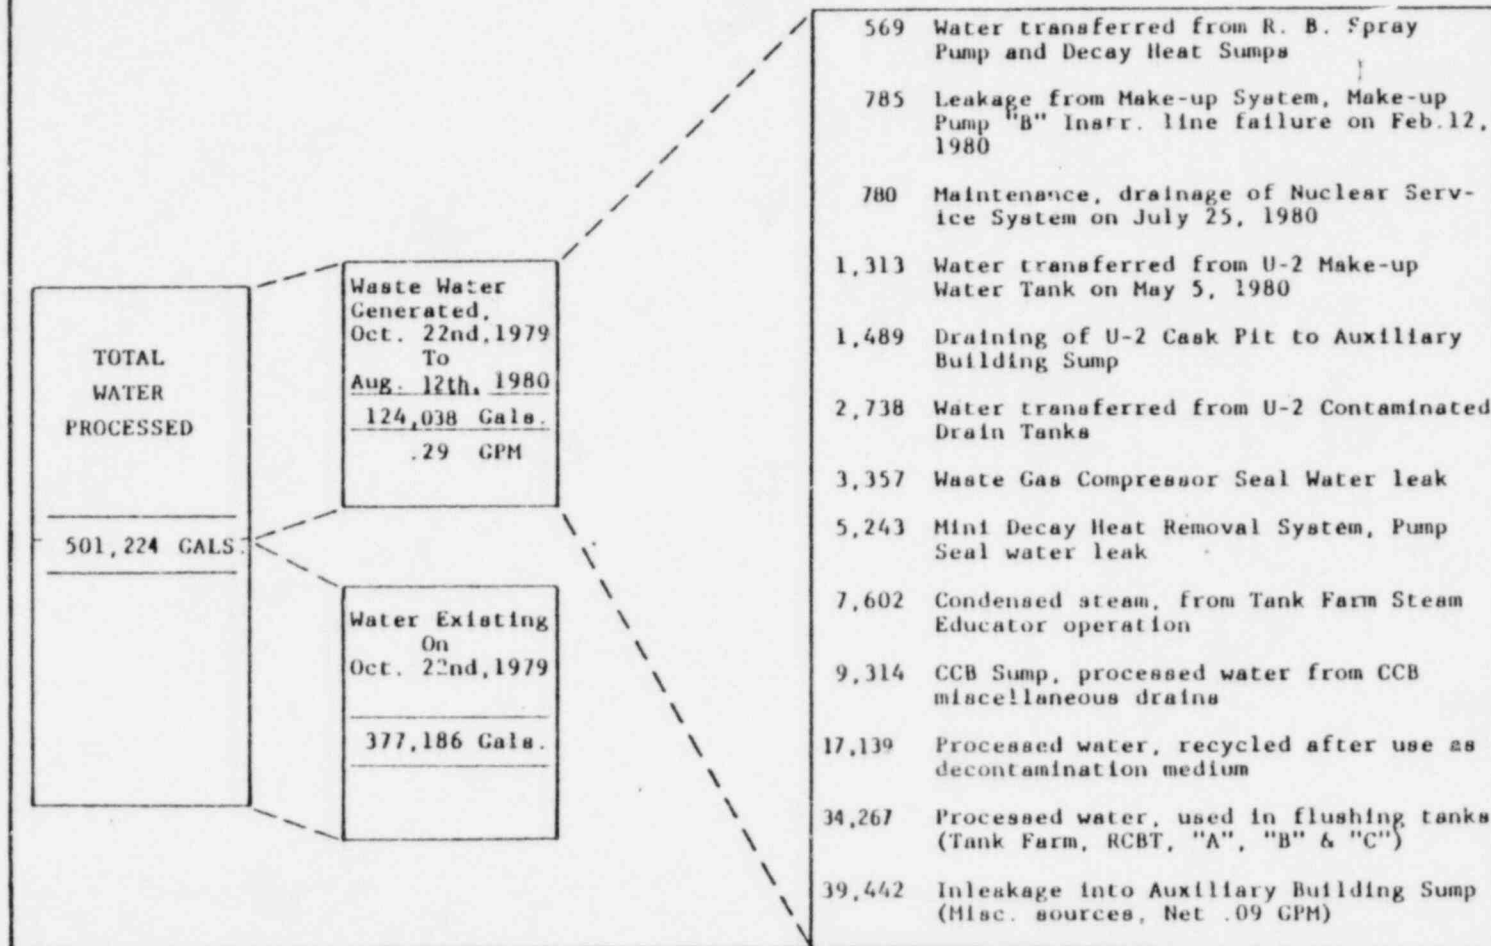 TOTAL
WATER
PROCESSED
501,224 GALS.
Waste Water
Generated,
Oct. 22nd,1979
To
Aug. 12th, 1980
124,038 Gals.
.29 GPM
Water Existing
On
Oct. 22nd,1979
377,186 Gals.
569 Water transferred from R. B. Spray
Pump and Decay Heat Sumps
785 Leakage from Make-up System, Make-up
Pump "B" Instr. line failure on Feb.12,
1980
780 Maintenance, drainage of Nuclear Serv-
ice System on July 25, 1980
1,313 Water transferred from U-2 Make-up
Water Tank on May 5, 1980
1,489 Draining of U-2 Cask Pit to Auxiliary
Building Sump
2,738 Water transferred from U-2 Contaminated
Drain Tanks
3,357 Waste Gas Compressor Seal Water leak
5,243 Mini Decay Heat Removal System, Pump
Seal water leak
7,602 Condensed steam, from Tank Farm Steam
Educator operation
9,314 CCB Sump, processed water from CCB
miscellaneous drains
17,139 Processed water, recycled after use as
decontamination medium
34,267 Processed water, used in flushing tanks
(Tank Farm, RCBT, "A", "B" & "C")
39,442 Inleakage into Auxiliary Building Sump
(Misc. sources, Net .09 GPM)